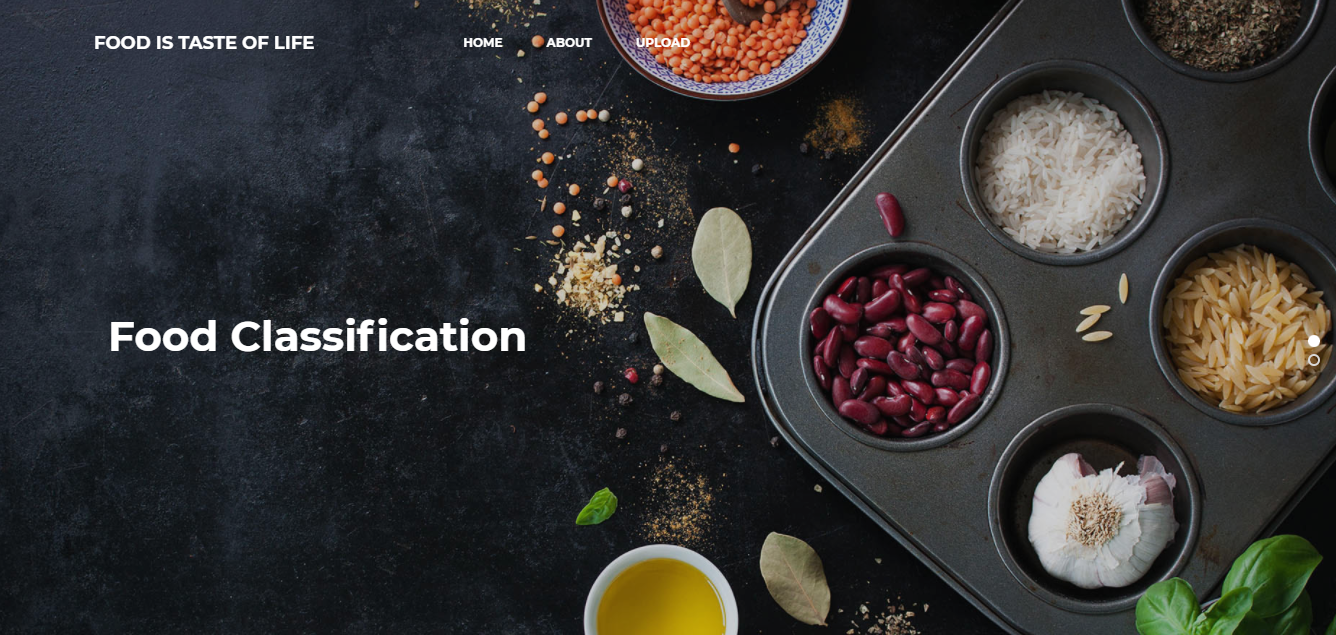 FOOD IS TASTE OF LIFE
HOME ABOUT UPLOAD
Food Classification